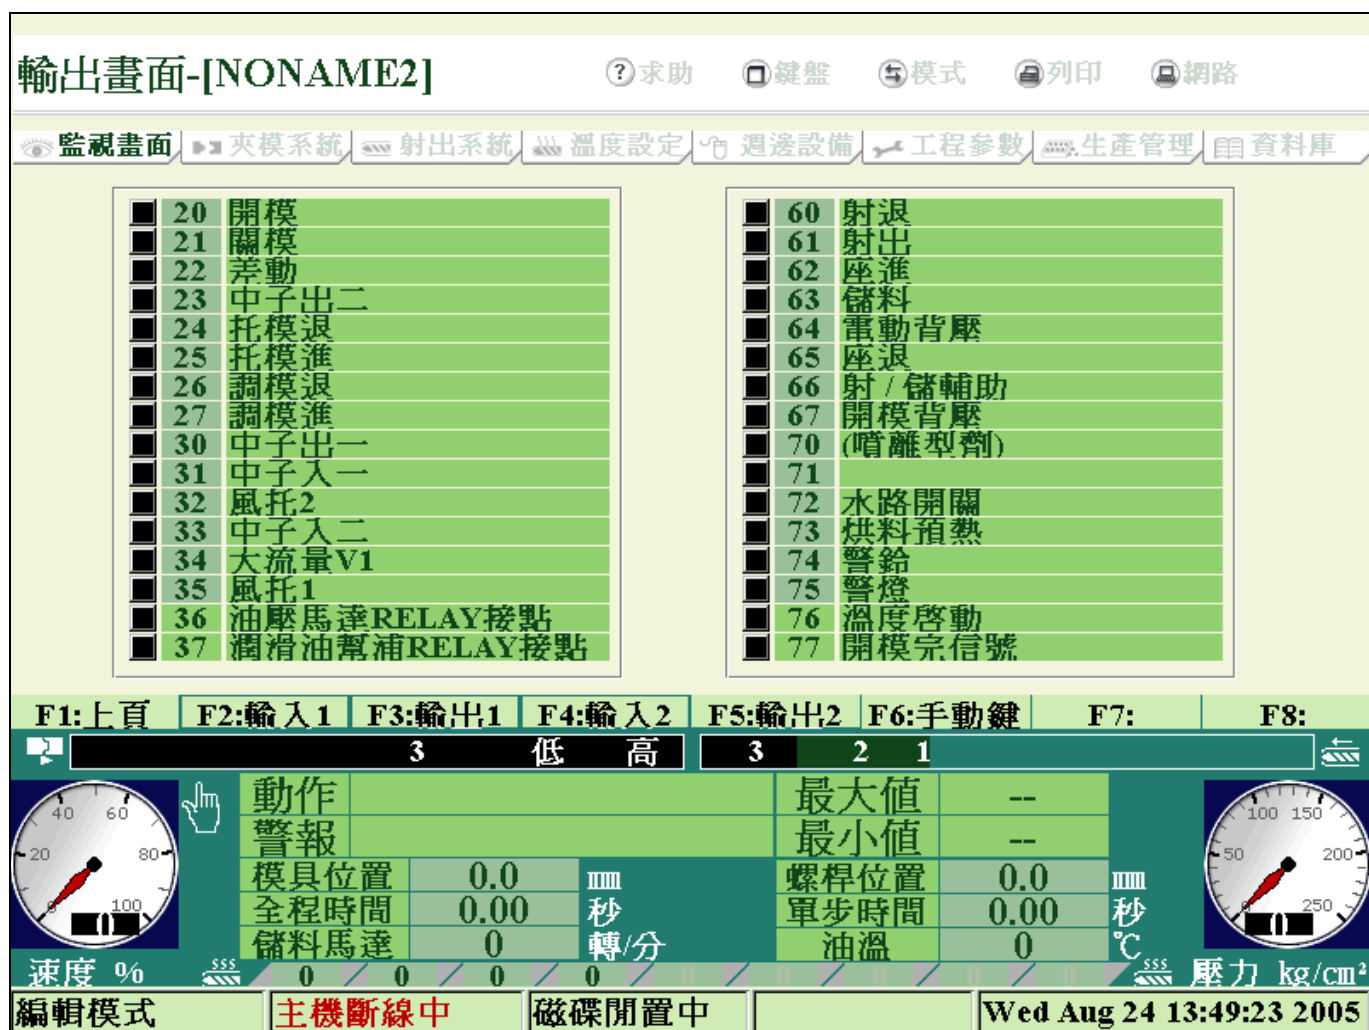 輸出畫面-[NONAME2] 求助 鍵盤 模式 列印 網路
監視畫面 夾模系統 射出系統 溫度設定 週邊設備 工程參數 生產管理 資料庫
20 開模
21 關模
22 差動
23 中子出二
24 托模退
25 托模進
26 調模退
27 調模進
30 中子出一
31 中子入一
32 風托2
33 中子入二
34 大流量V1
35 風托1
36 油壓馬達RELAY接點
37 潤滑油幫浦RELAY接點
60 射退
61 射出
62 座進
63 儲料
64 電動背壓
65 座退
66 射 / 儲輔助
67 開模背壓
70 (噴離型劑)
71
72 水路開關
73 烘料預熱
74 警鈴
75 警燈
76 溫度啓動
77 開模完信號
F1:上頁 F2:輸入1 F3:輸出1 F4:輸入2 F5:輸出2 F6:手動鍵 F7: F8:
3 低 高 3 2 1
動作 最大值 --
警報 最小值 --
模具位置 0.0 mm 螺桿位置 0.0 mm
全程時間 0.00 秒 單步時間 0.00 秒
儲料馬達 0 轉/分 油溫 0 °C
0 20 40 60 80 100 0
0 50 100 150 200 250 0
速度 % 0 0 0 0 0 0 0 0 0 壓力 kg/cm²
編輯模式 主機斷線中 磁碟閒置中 Wed Aug 24 13:49:23 2005